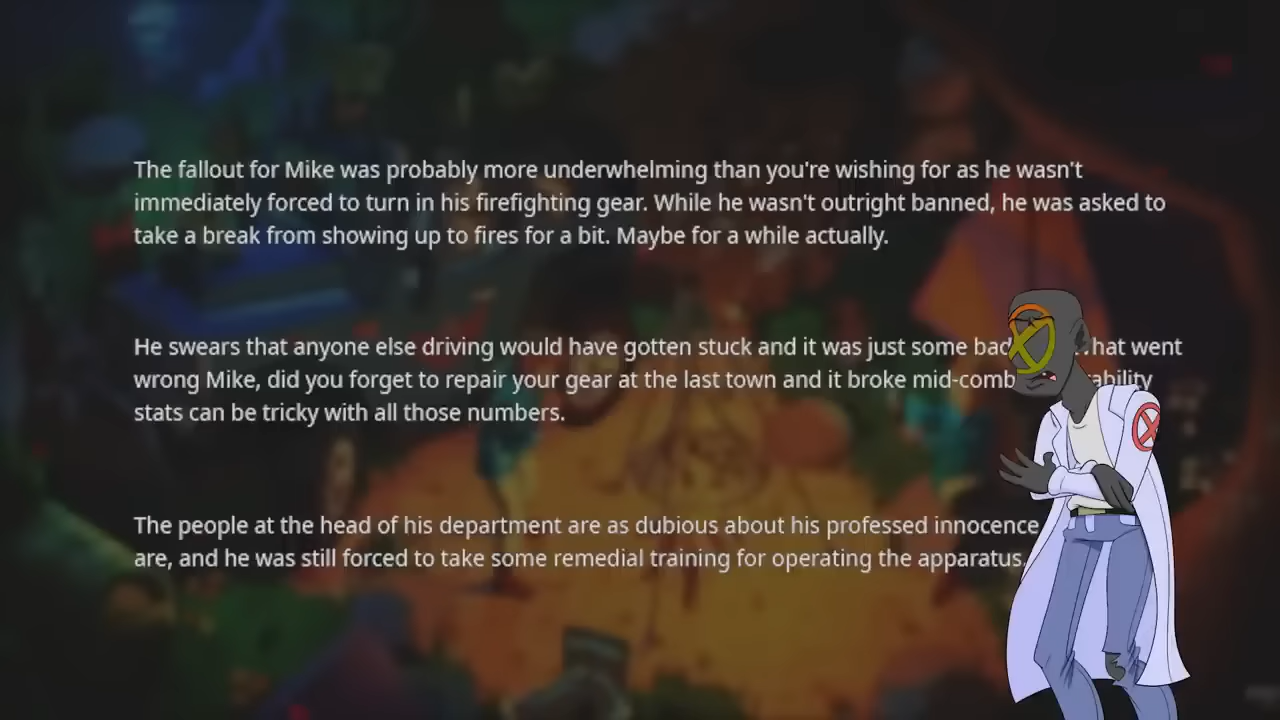 The fallout for Mike was probably more underwhelming than you're wishing for as he wasn't
immediately forced to turn in his firefighting gear. While he wasn't outright banned, he was asked to
take a break from showing up to fires for a bit. Maybe for a while actually.
He swears that anyone else driving would have gotten stuck and it was just some bad hat went
wrong Mike, did you forget to repair your gear at the last town and it broke mid-comb ability
stats can be tricky with all those numbers.
The people at the head of his department are as dubious about his professed innocence
are, and he was still forced to take some remedial training for operating the apparatus.